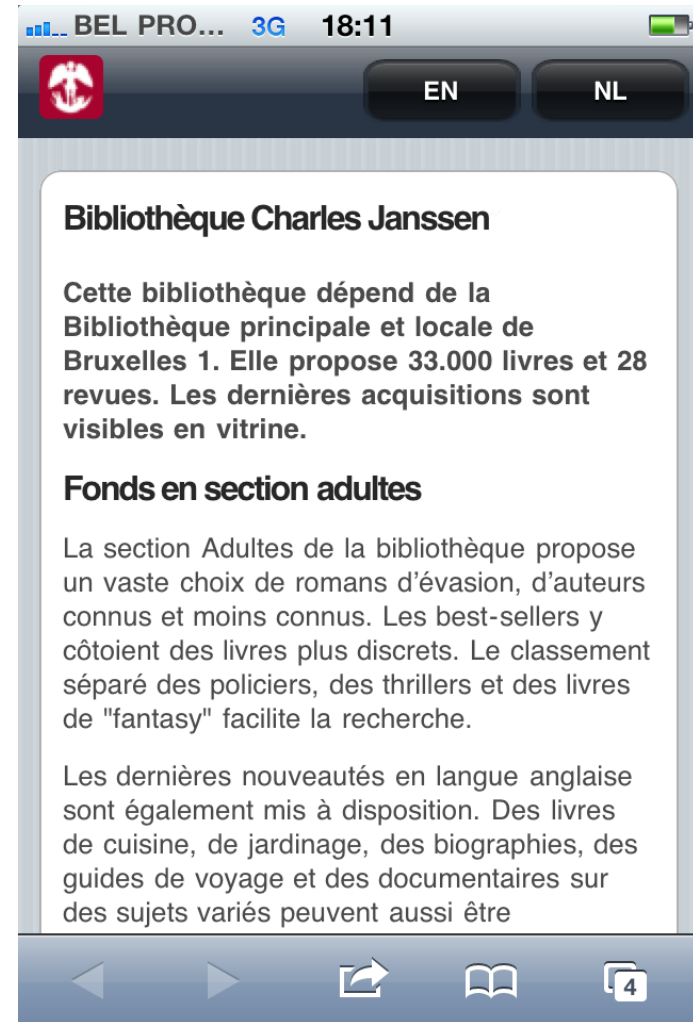 BEL PRO... 3G 18:11
EN NL
Bibliothèque Charles Janssen
Cette bibliothèque dépend de la
Bibliothèque principale et locale de
Bruxelles 1. Elle propose 33.000 livres et 28
revues. Les dernières acquisitions sont
visibles en vitrine.
Fonds en section adultes
La section Adultes de la bibliothèque propose
un vaste choix de romans d’évasion, d’auteurs
connus et moins connus. Les best-sellers y
côtoient des livres plus discrets. Le classement
séparé des policiers, des thrillers et des livres
de "fantasy" facilite la recherche.
Les dernières nouveautés en langue anglaise
sont également mis à disposition. Des livres
de cuisine, de jardinage, des biographies, des
guides de voyage et des documentaires sur
des sujets variés peuvent aussi être
4